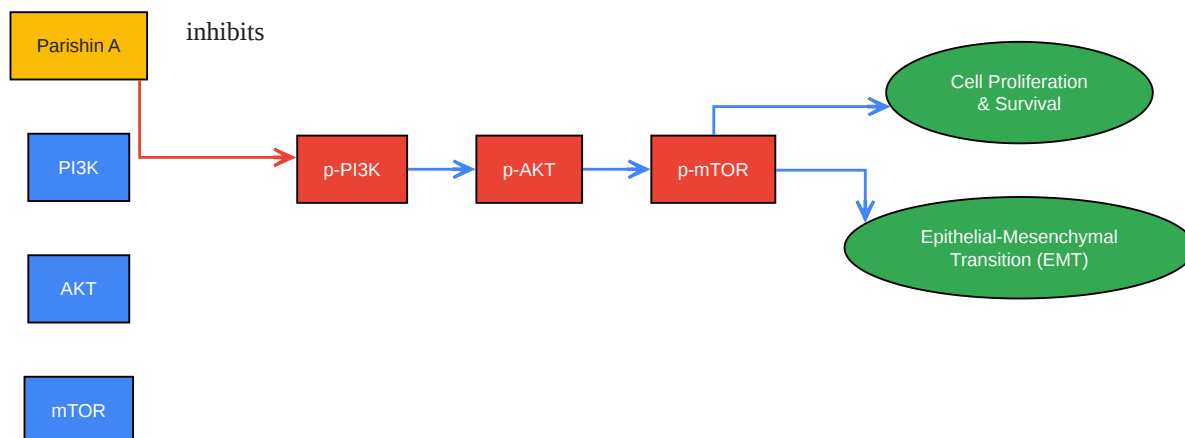 Parishin A
inhibits
PI3K
p-PI3K
p-AKT
p-mTOR
Cell Proliferation
& Survival
Epithelial-Mesenchymal
Transition (EMT)
AKT
mTOR